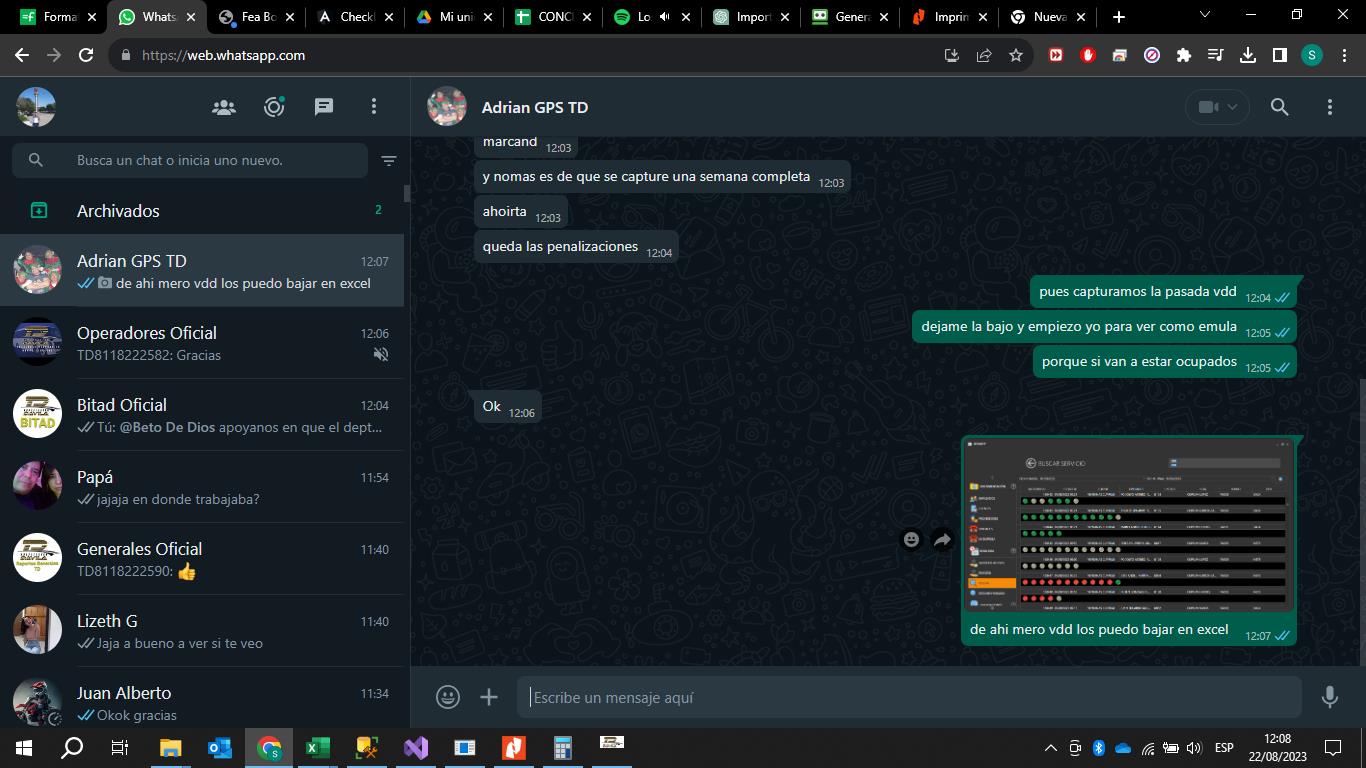 Forma
Whats
Fea Bo
Checkl
Mi uni
CONC
Lo
Import
Genera
Imprin
Nueva
https://web.whatsapp.com
S
Adrian GPS TD
Busca un chat o inicia uno nuevo.
Archivados
2
Adrian GPS TD
12:07
de ahi mero vdd los puedo bajar en excel
Operadores Oficial
12:06
TD8118222582: Gracias
Bitad Oficial
12:04
Tú: @Beto De Dios apoyanos en que el dept...
BITAD
Papá
11:54
jajaja en donde trabajaba?
Generales Oficial
11:40
TD8118222590: 👍
Lizeth G
11:40
Jaja a bueno a ver si te veo
Juan Alberto
11:34
Okok gracias
marcand 12:03
y nomas es de que se capture una semana completa 12:03
ahoirta 12:03
queda las penalizaciones 12:04
pues capturamos la pasada vdd 12:04
dejame la bajo y empiezo yo para ver como emula 12:05
porque si van a estar ocupados 12:05
Ok 12:06
BUSCAR SERVICIO
de ahi mero vdd los puedo bajar en excel 12:07
Escribe un mensaje aquí
ESP
12:08
22/08/2023